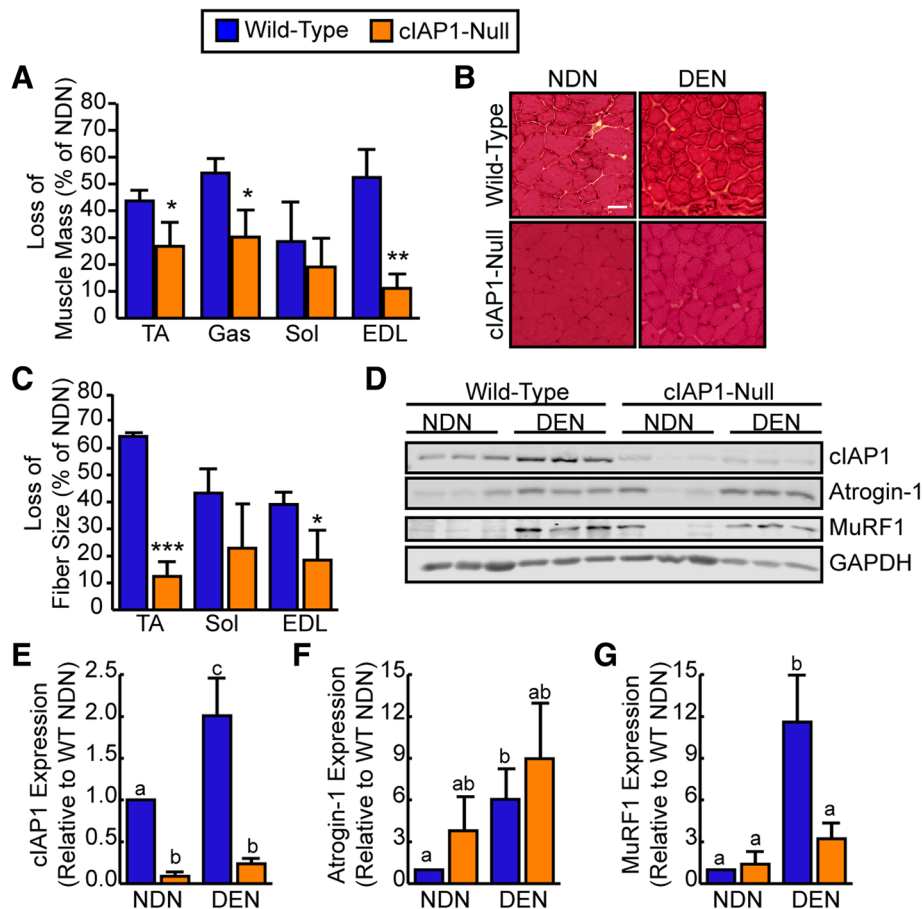 Wild-Type cIAP1-Null
A
Loss of
Muscle Mass (% of NDN)
80
70
60
50
40
30
20
10
0
* * **
TA Gas Sol EDL
B
NDN DEN
Wild-Type
cIAP1-Null
C
Loss of
Fiber Size (% of NDN)
80
70
60
50
40
30
20
10
0
*** *
TA Sol EDL
D
Wild-Type cIAP1-Null
NDN DEN NDN DEN
cIAP1
Atrogin-1
MuRF1
GAPDH
E
cIAP1 Expression
(Relative to WT NDN)
2.5
2.0
1.5
1.0
0.5
0.0
a b c b
NDN DEN
F
Atrogin-1 Expression
(Relative to WT NDN)
15
12
9
6
3
0
a ab b ab
NDN DEN
G
MuRF1 Expression
(Relative to WT NDN)
15
12
9
6
3
0
a a b a
NDN DEN